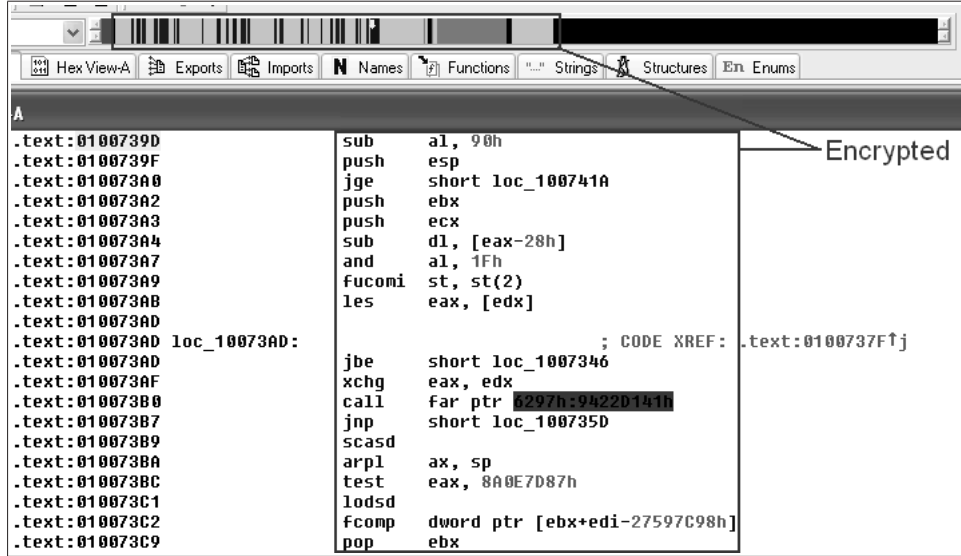 Hex View-A Exports Imports N Names Functions "..." Strings Structures En Enums
A
Encrypted
.text:0100739D sub al, 90h
.text:0100739F push esp
.text:010073A0 jge short loc_100741A
.text:010073A2 push ebx
.text:010073A3 push ecx
.text:010073A4 sub dl, [eax-28h]
.text:010073A7 and al, 1Fh
.text:010073A9 fucomi st, st(2)
.text:010073AB les eax, [edx]
.text:010073AD
.text:010073AD loc_10073AD: ; CODE XREF: .text:0100737F↑j
.text:010073AD jbe short loc_1007346
.text:010073AF xchg eax, edx
.text:010073B0 call far ptr 6297h:9422D141h
.text:010073B7 jnp short loc_100735D
.text:010073B9 scasd
.text:010073BA arpl ax, sp
.text:010073BC test eax, 8A0E7D87h
.text:010073C1 lodsd
.text:010073C2 fcomp dword ptr [ebx+edi-27597C98h]
.text:010073C9 pop ebx